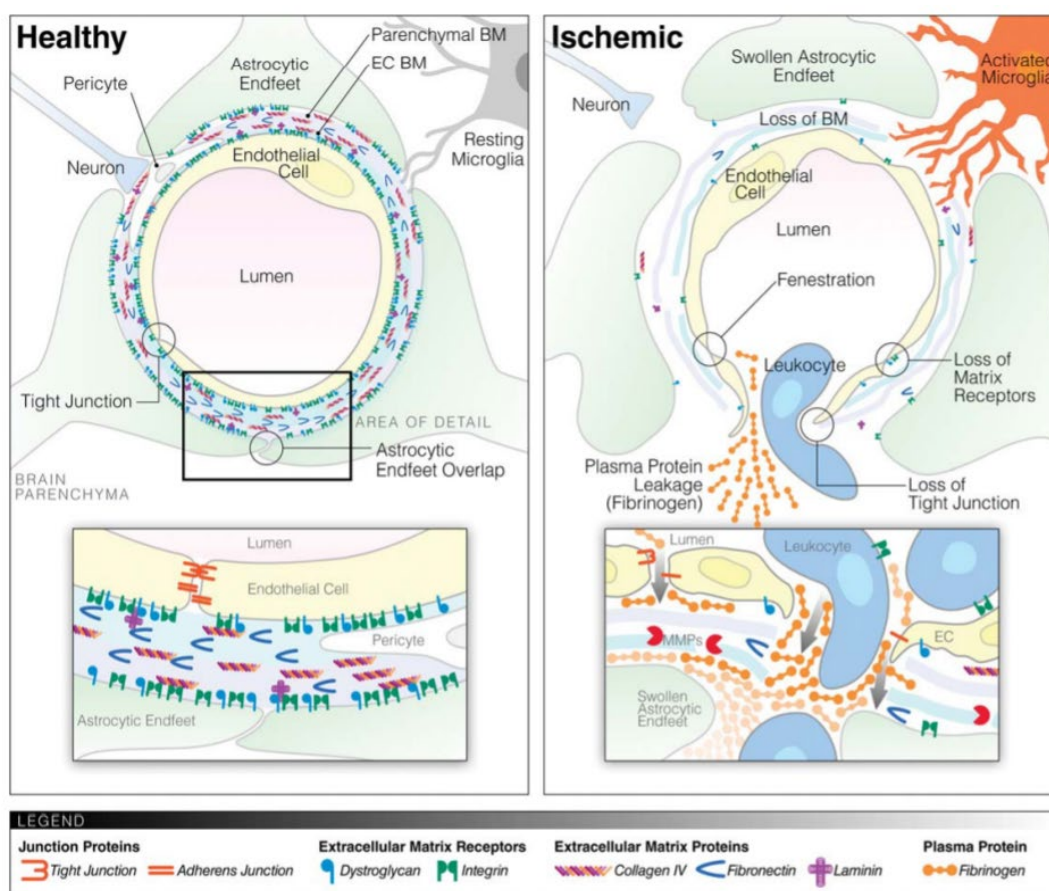 Healthy
Parenchymal BM
EC BM
Astrocytic
Endfeet
Pericyte
Resting
Microglia
Neuron
Endothelial
Cell
Lumen
Tight Junction
AREA OF DETAIL
Astrocytic
Endfeet Overlap
BRAIN
PARENCHYMA
Lumen
Endothelial Cell
Pericyte
Astrocytic Endfeet
Ischemic
Swollen Astrocytic
Endfeet
Activated
Microglia
Neuron
Loss of BM
Endothelial
Cell
Lumen
Fenestration
Leukocyte
Loss of
Matrix
Receptors
Plasma Protein
Leakage
(Fibrinogen)
Loss of
Tight Junction
Lumen
Leukocyte
EC
MMPs
Swollen
Astrocytic
Endfeet
LEGEND
Junction Proteins
Tight Junction
Adherens Junction
Extracellular Matrix Receptors
Dystroglycan
Integrin
Extracellular Matrix Proteins
Collagen IV
Fibronectin
Laminin
Plasma Protein
Fibrinogen